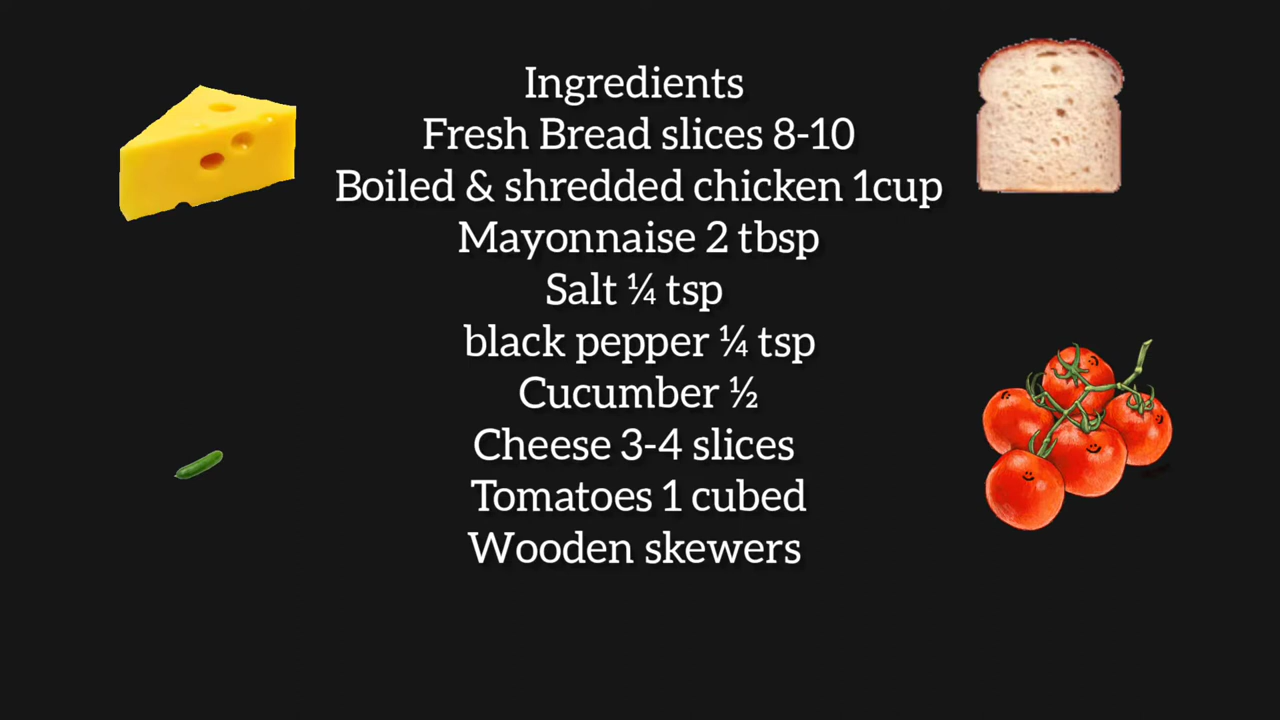 Ingredients
Fresh Bread slices 8-10
Boiled & shredded chicken 1cup
Mayonnaise 2 tbsp
Salt ¼ tsp
black pepper ¼ tsp
Cucumber ½
Cheese 3-4 slices
Tomatoes 1 cubed
Wooden skewers